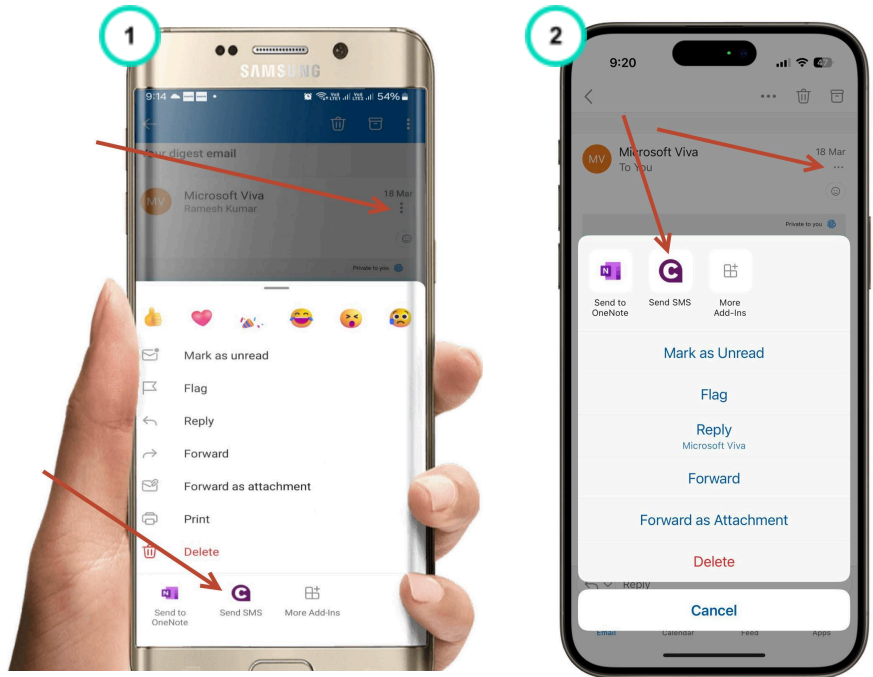 1
SAMSUNG
9:14
54%
Your digest email
Microsoft Viva
18 Mar
Ramesh Kumar
Private to you
Mark as unread
Flag
Reply
Forward
Forward as attachment
Print
Delete
Send to
OneNote
Send SMS
More Add-Ins
2
9:20
47
MV
Microsoft Viva
18 Mar
To You
Private to you
Send to
OneNote
Send SMS
More
Add-Ins
Mark as Unread
Flag
Reply
Microsoft Viva
Forward
Forward as Attachment
Delete
Reply
Cancel
Email
Calendar
Feed
Apps